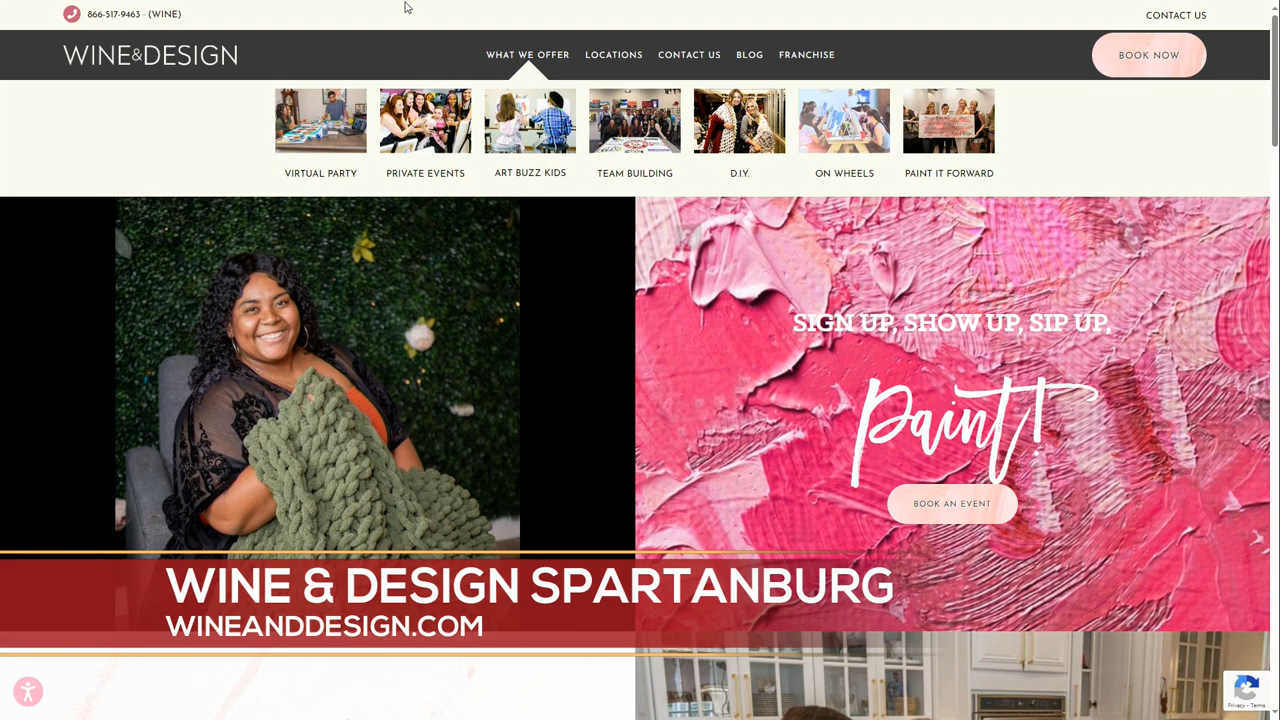 866-517-9463 · (WINE)
CONTACT US
WINE&DESIGN
WHAT WE OFFER
LOCATIONS
CONTACT US
BLOG
FRANCHISE
BOOK NOW
VIRTUAL PARTY
PRIVATE EVENTS
ART BUZZ KIDS
TEAM BUILDING
D.I.Y.
ON WHEELS
PAINT IT FORWARD
SIGN UP, SHOW UP, SIP UP,
paint!
BOOK AN EVENT
WINE & DESIGN SPARTANBURG
WINEANDDESIGN.COM
Privacy - Terms